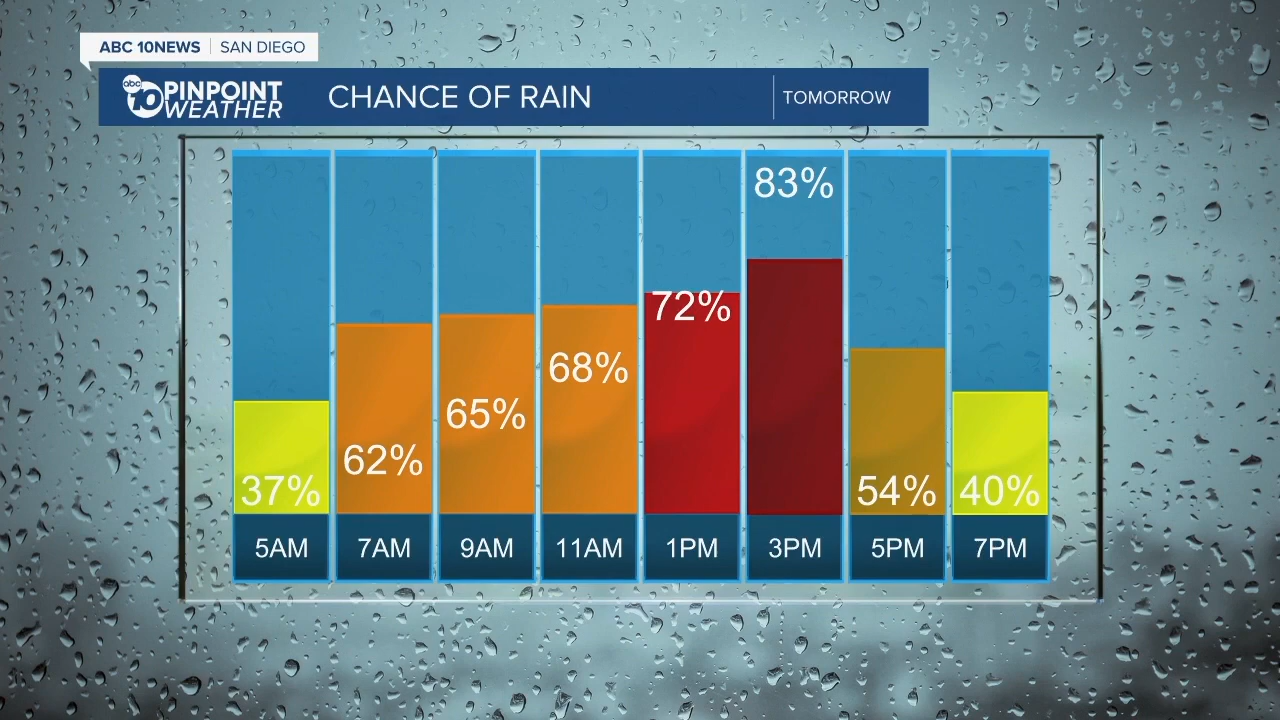 ABC 10NEWS | SAN DIEGO
abc 10 PINPOINT WEATHER
CHANCE OF RAIN
TOMORROW
37% 62% 65% 68% 72% 83% 54% 40%
5AM 7AM 9AM 11AM 1PM 3PM 5PM 7PM